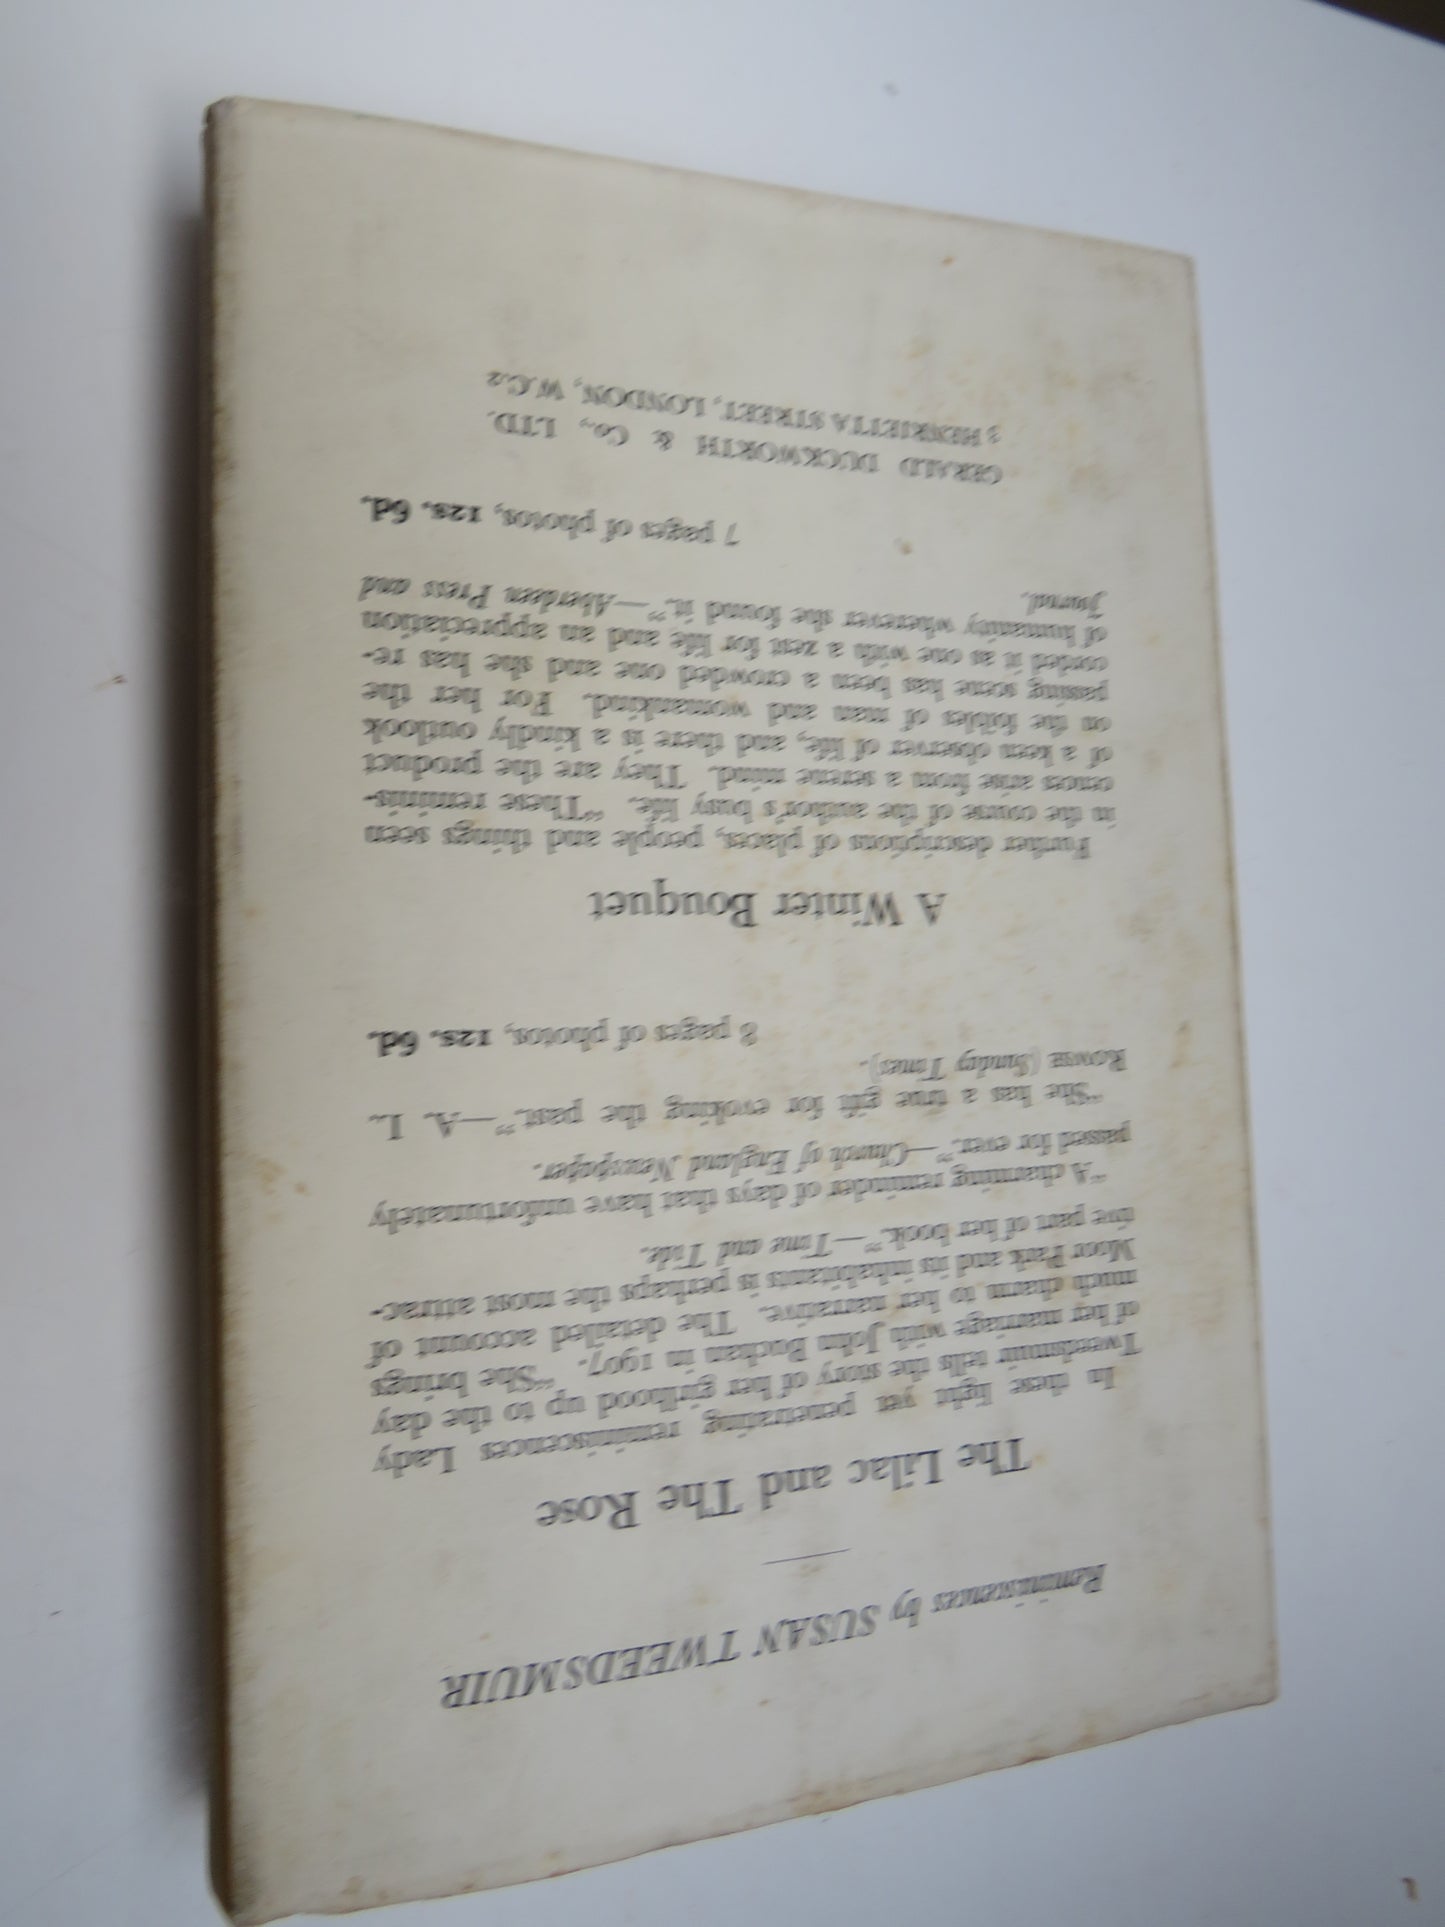 Reminiscences by SUSAN TWEEDSMUIR
The Lilac and The Rose
In these light yet penetrating reminiscences Lady
Tweedsmuir tells the story of her girlhood up to the day
of her marriage with John Buchan in 1907. “She brings
much charm to her narrative. The detailed account of
Moor Park and its inhabitants is perhaps the most attrac-
tive part of her book.”—Time and Tide.
“A charming reminder of days that have unfortunately
passed for ever.”—Church of England Newspaper.
“She has a true gift for evoking the past.”—A. L.
Rowse (Sunday Times).
8 pages of photos, 12s. 6d.
A Winter Bouquet
Further descriptions of places, people and things seen
in the course of the author's busy life. “These reminis-
cences arise from a serene mind. They are the product
of a keen observer of life, and there is a kindly outlook
on the foibles of man and womankind. For her the
passing scene has been a crowded one and she has re-
corded it as one with a zest for life and an appreciation
of humanity wherever she found it.”—Aberdeen Press and
Journal.
7 pages of photos, 12s. 6d.
GERALD DUCKWORTH & Co., LTD.
3 HENRIETTA STREET, LONDON, W.C.2